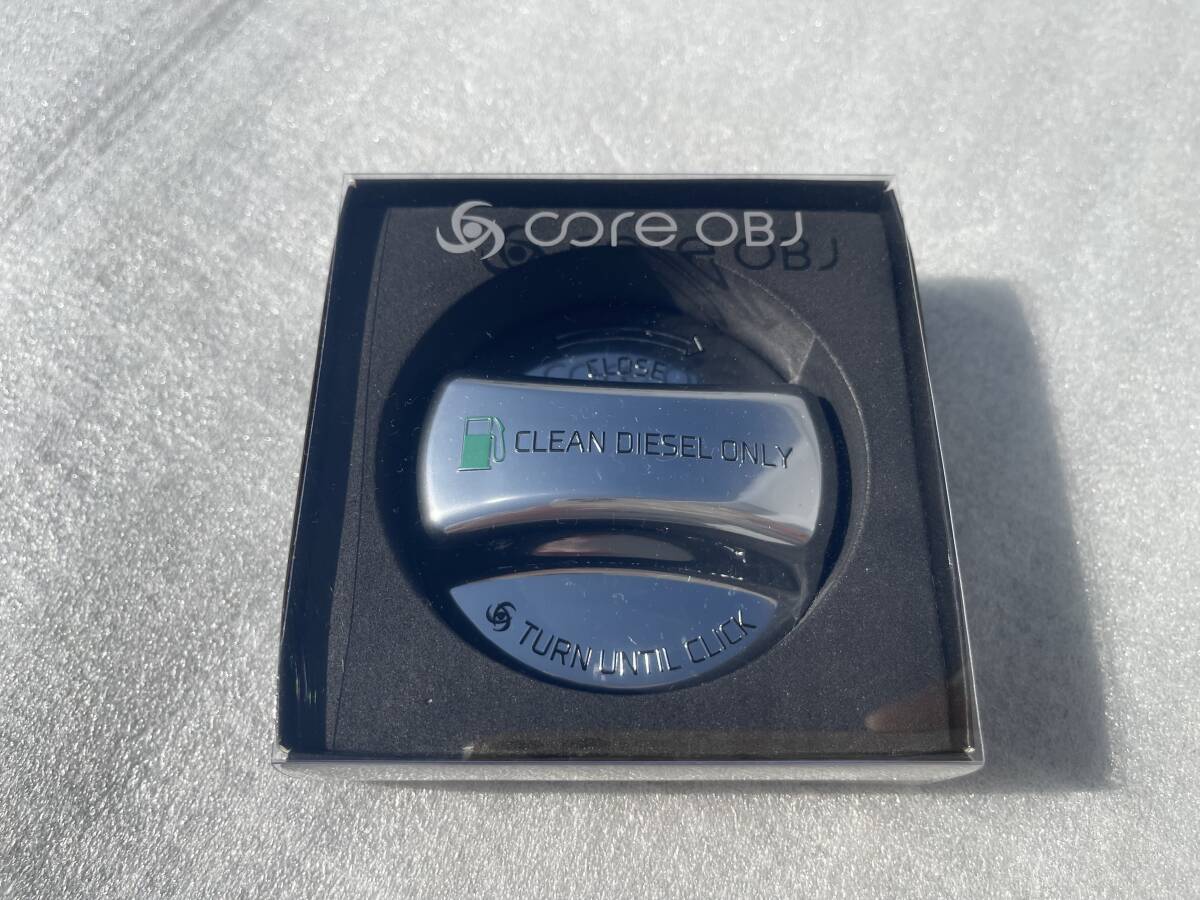 core OBJ
CLOSE
CLEAN DIESEL ONLY
TURN UNTIL CLICK